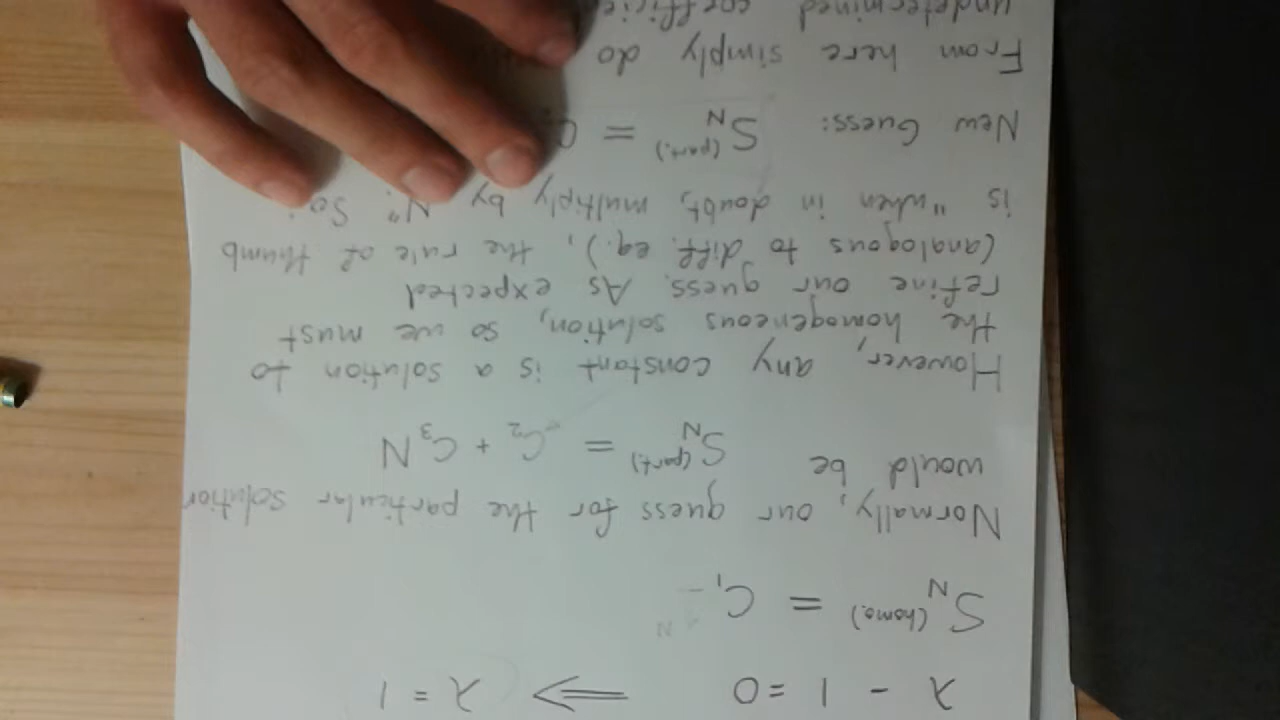 λ - 1 = 0 ⟹ λ = 1
S_N^(homo.) = C_1
Normally, our guess for the particular solution
would be S_N^(part.) = C_2 + C_3 N
However, any constant is a solution to
the homogeneous solution, so we must
refine our guess. As expected
(analogous to diff. eq.), the rule of thumb
is "when in doubt, multiply by N". So:
New Guess: S_N^(part.) =
From here simply do
undetermined